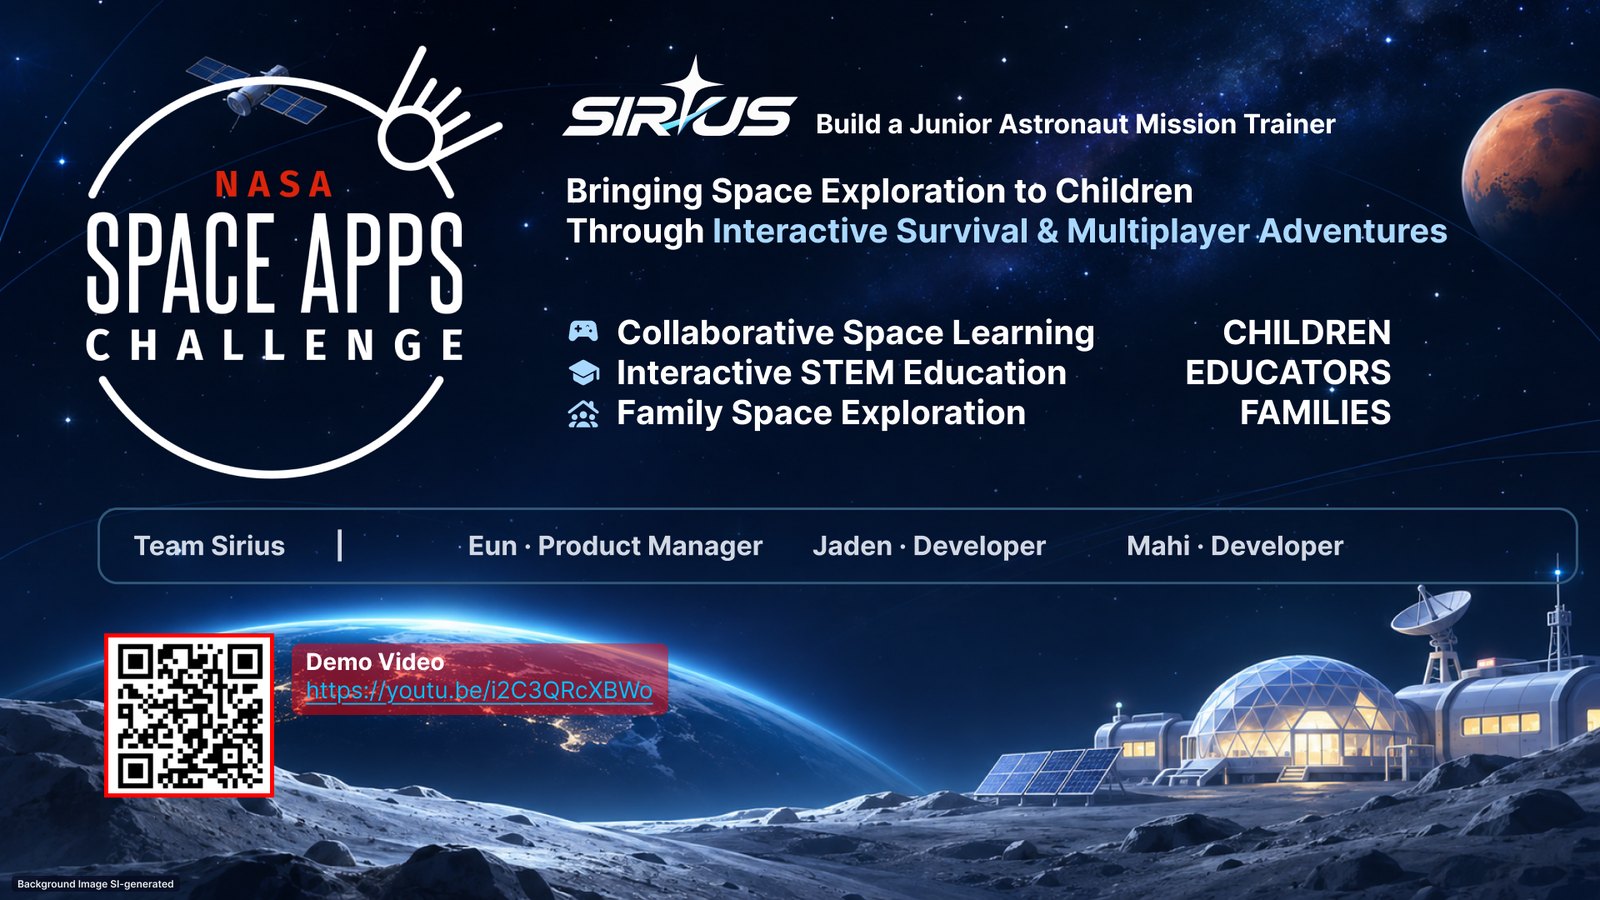 NASA
SPACE APPS
CHALLENGE
SIRIUS
Build a Junior Astronaut Mission Trainer
Bringing Space Exploration to Children
Through Interactive Survival & Multiplayer Adventures
Collaborative Space Learning CHILDREN
Interactive STEM Education EDUCATORS
Family Space Exploration FAMILIES
Team Sirius | Eun · Product Manager Jaden · Developer Mahi · Developer
Demo Video
https://youtu.be/i2C3QRcXBWo
Background Image SI-generated